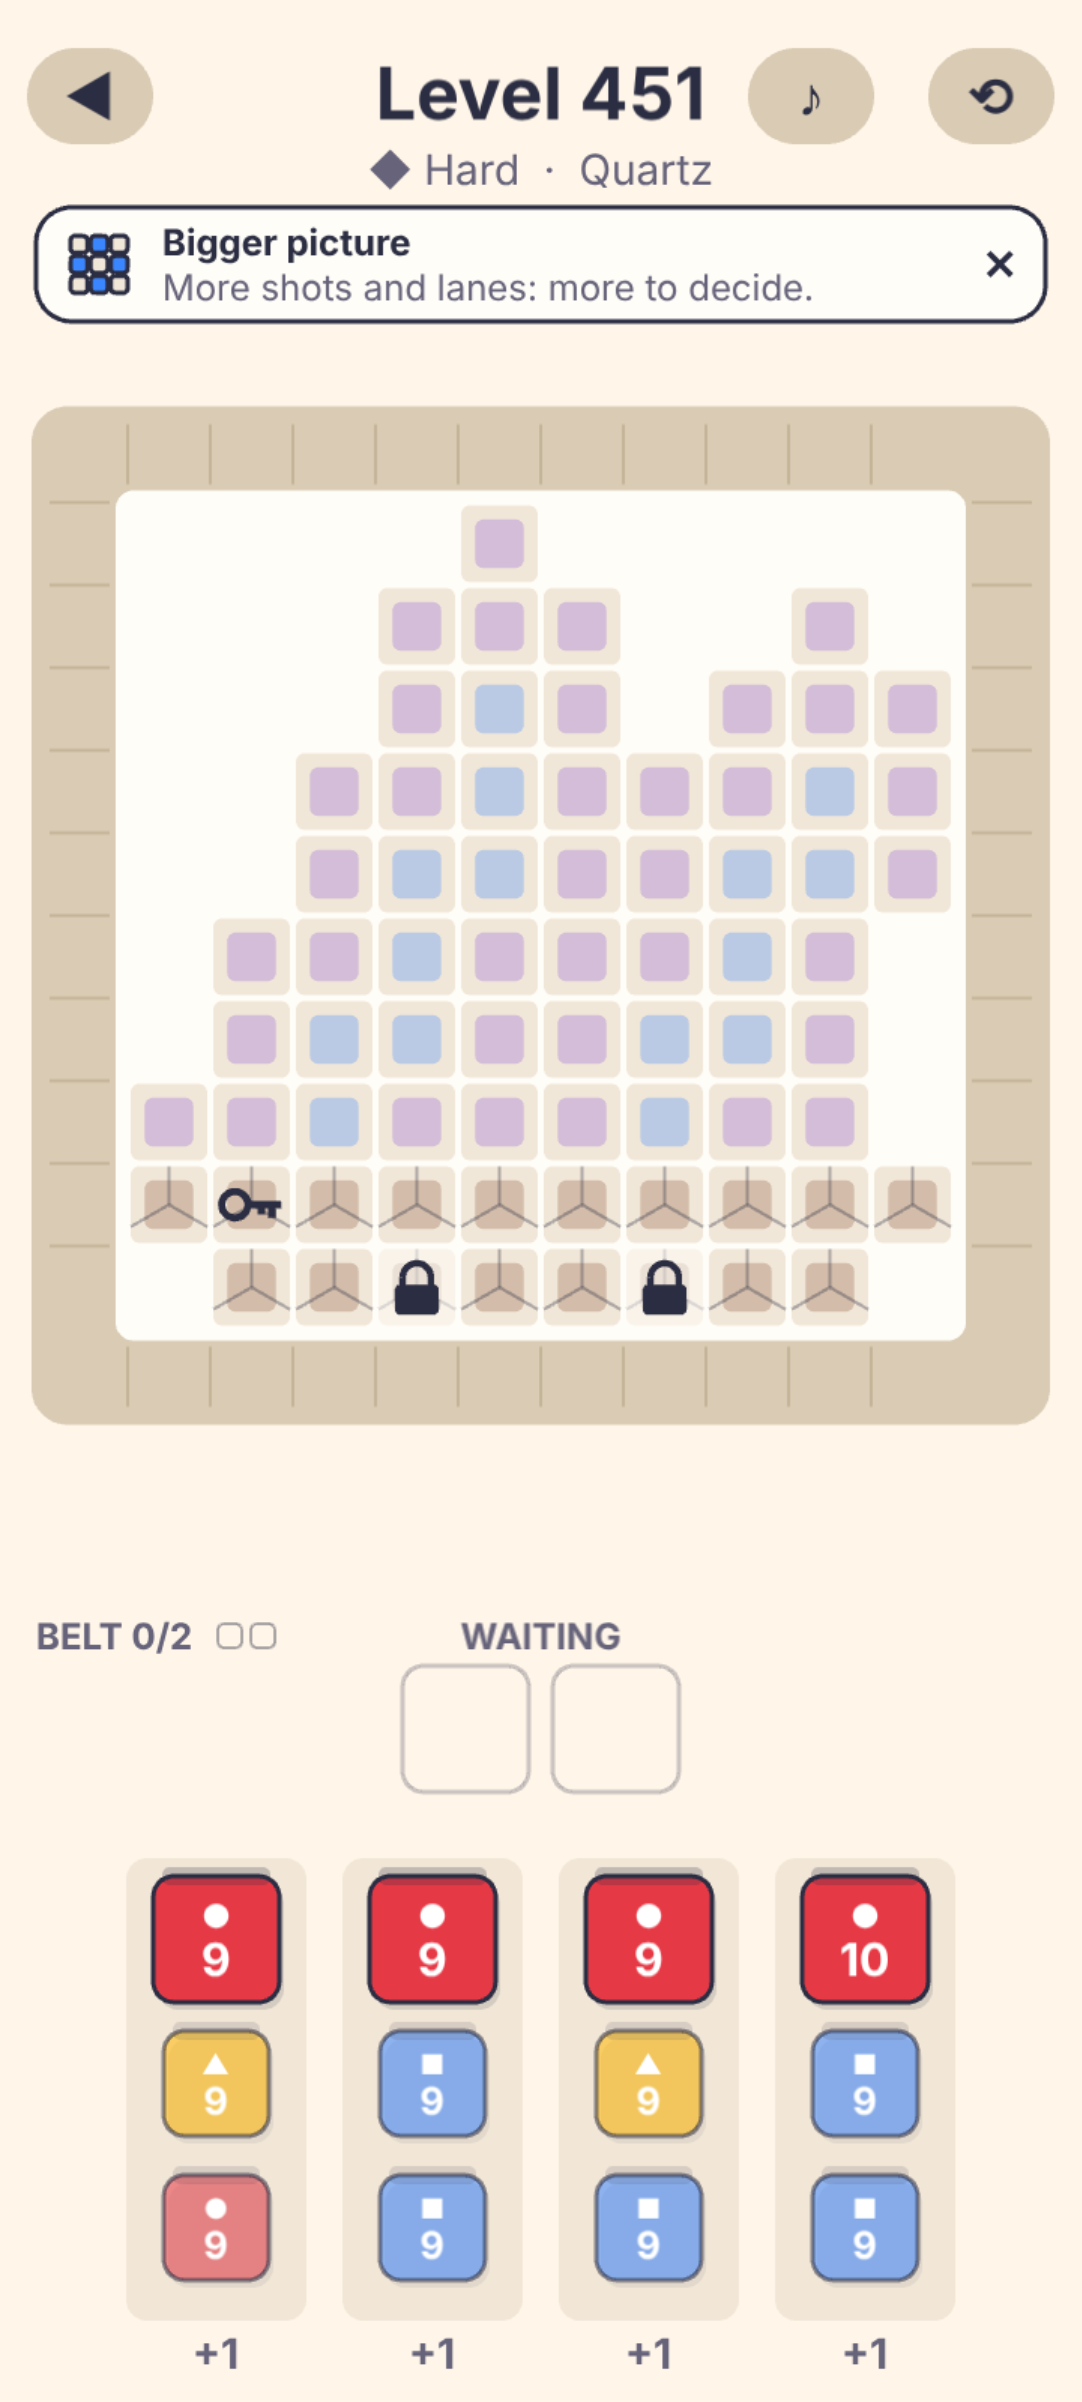 Level 451
Hard · Quartz
Bigger picture
More shots and lanes: more to decide.
BELT 0/2
WAITING
9 9 9 10
9 9 9 9
9 9 9 9
+1 +1 +1 +1